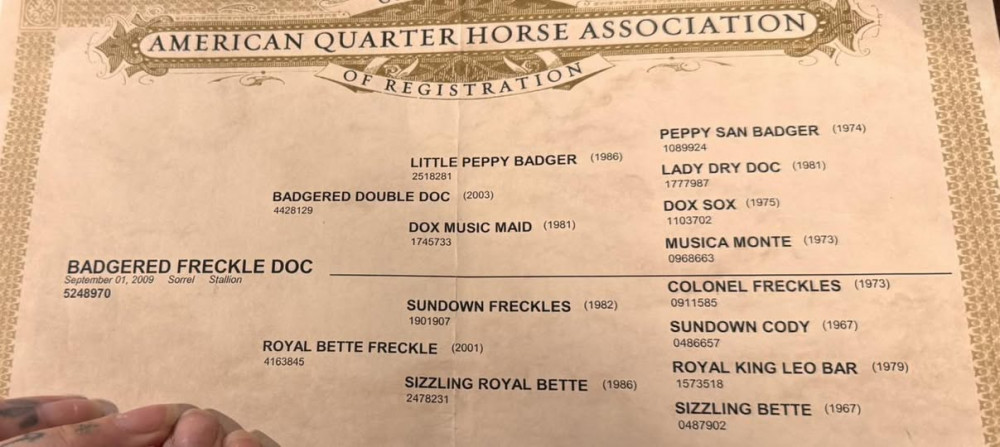 AMERICAN QUARTER HORSE ASSOCIATION
OF REGISTRATION
PEPPY SAN BADGER (1974)
1089924
LITTLE PEPPY BADGER (1986)
2518281
LADY DRY DOC (1981)
1777987
BADGERED DOUBLE DOC (2003)
4428129
DOX SOX (1975)
1103702
DOX MUSIC MAID (1981)
1745733
MUSICA MONTE (1973)
0968663
BADGERED FRECKLE DOC
September 01, 2009 Sorrel Stallion
5248970
COLONEL FRECKLES (1973)
0911585
SUNDOWN FRECKLES (1982)
1901907
SUNDOWN CODY (1967)
0486657
ROYAL BETTE FRECKLE (2001)
4163845
ROYAL KING LEO BAR (1979)
1573518
SIZZLING ROYAL BETTE (1986)
2478231
SIZZLING BETTE (1967)
0487902